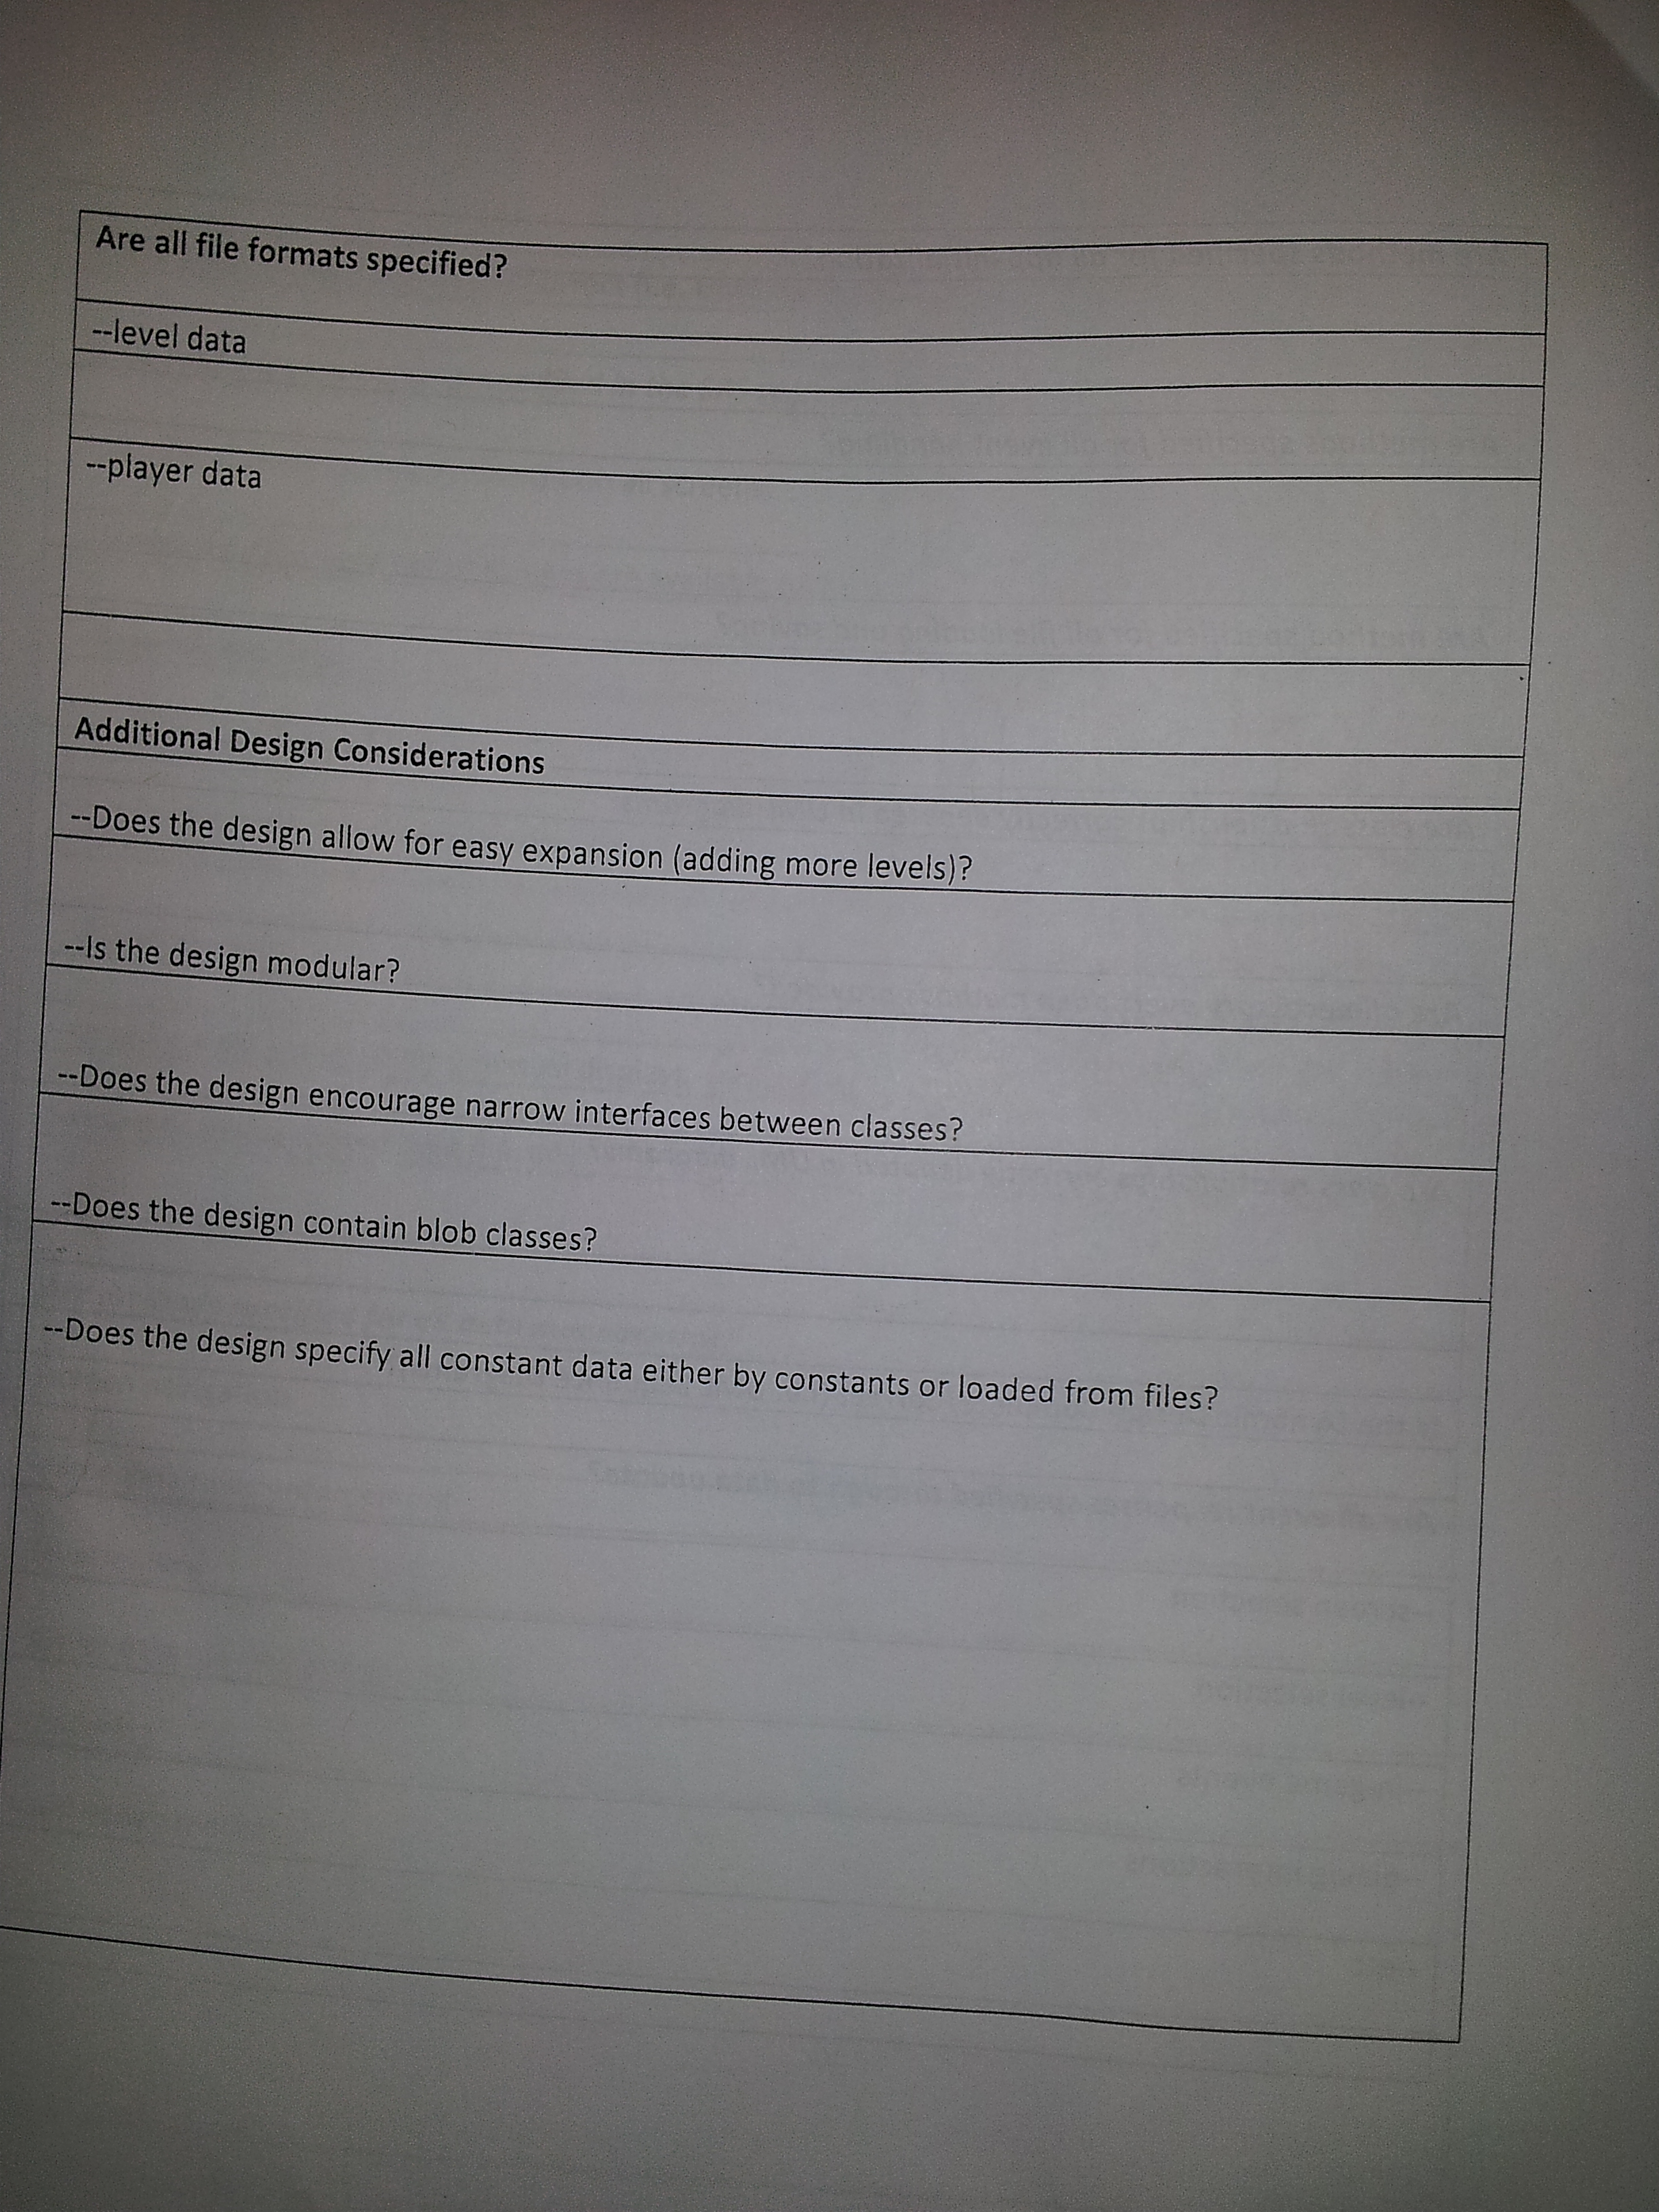 Are all file formats specified?
--level data
--player data
Additional Design Considerations
--Does the design allow for easy expansion (adding more levels)?
--Is the design modular?
--Does the design encourage narrow interfaces between classes?
--Does the design contain blob classes?
--Does the design specify all constant data either by constants or loaded from files?